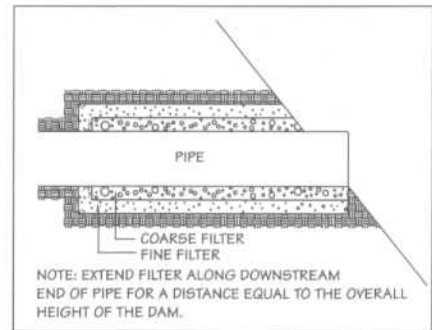 PIPE
COARSE FILTER
FINE FILTER
NOTE: EXTEND FILTER ALONG DOWNSTREAM
END OF PIPE FOR A DISTANCE EQUAL TO THE OVERALL
HEIGHT OF THE DAM.